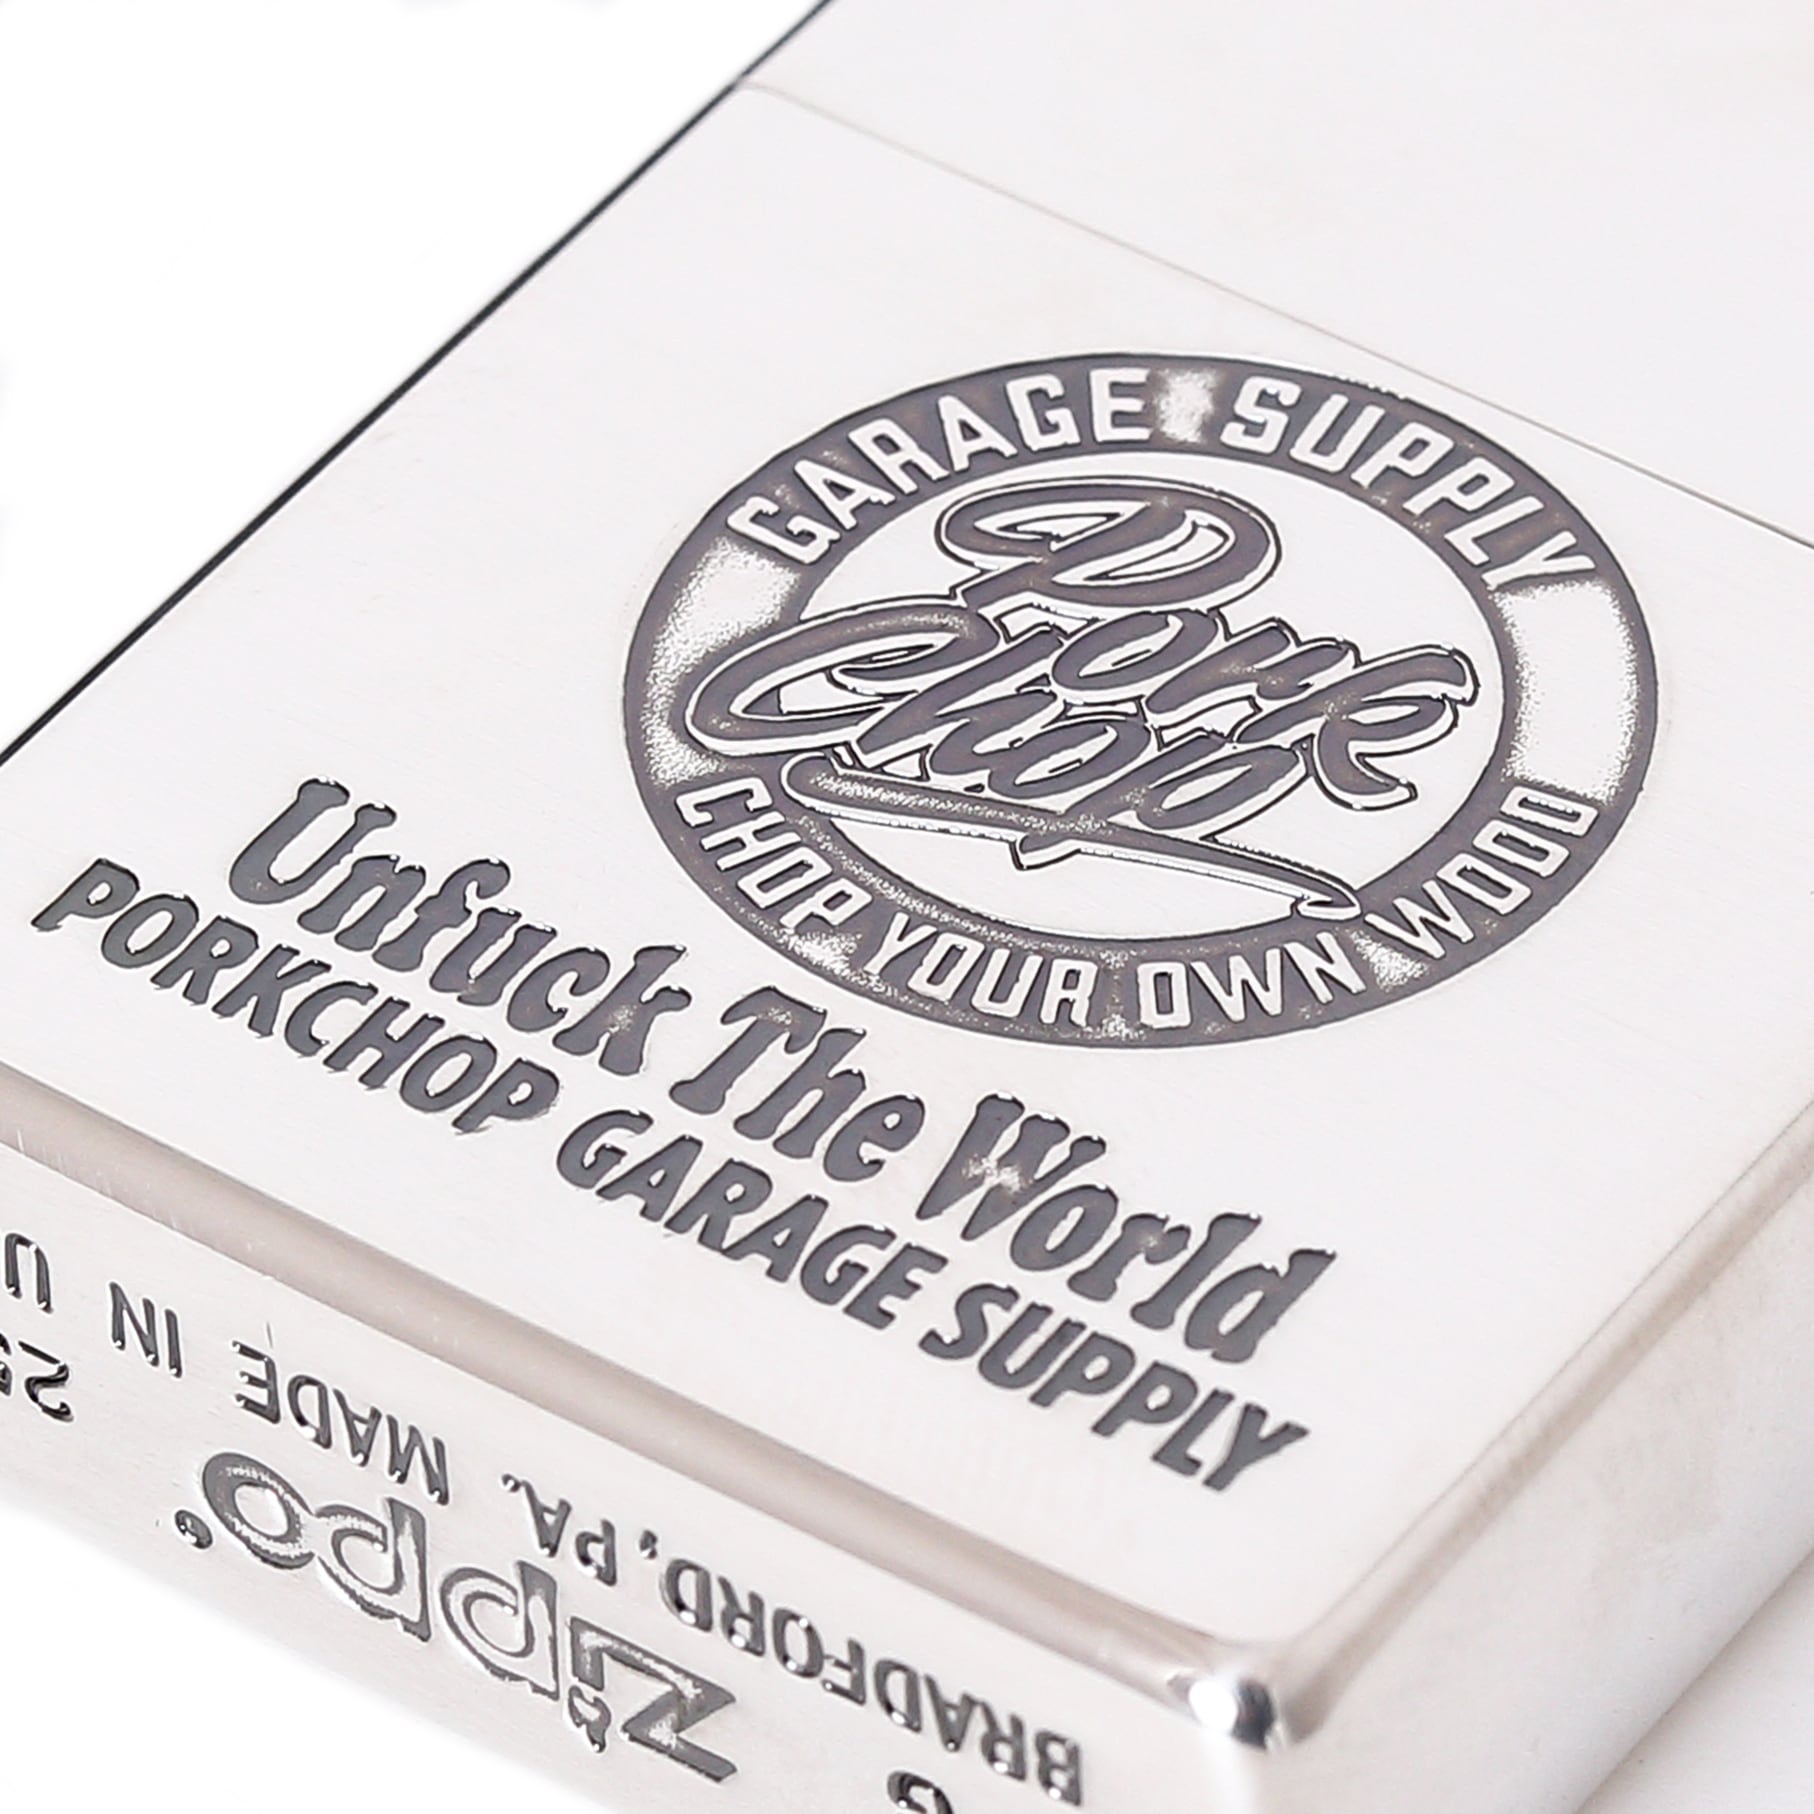 GARAGE SUPPLY
Pork
Chop
CHOP YOUR OWN WOOD
Unfuck The World
PORKCHOP GARAGE SUPPLY
G
BRADFORD, PA. MADE IN U
zippo